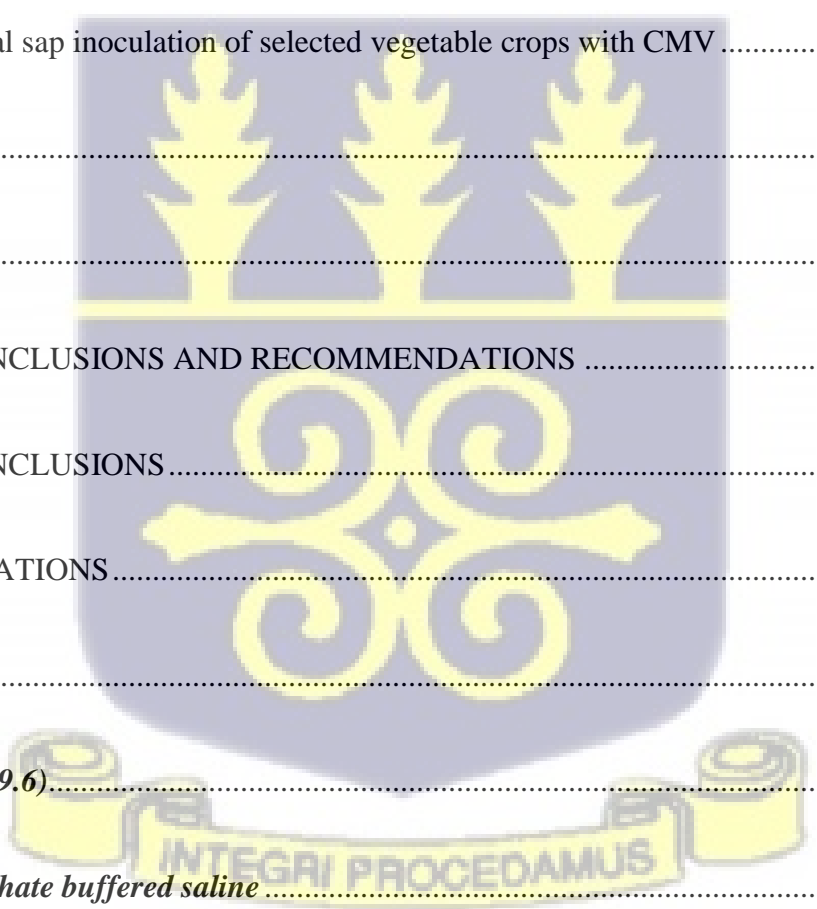 al sap inoculation of selected vegetable crops with CMV ..............
..............................................................................................
..............................................................................................
NCLUSIONS AND RECOMMENDATIONS ..........................
NCLUSIONS ..........................................................................
ATIONS ................................................................................
..............................................................................................
9.6) .......................................................................................
hate buffered saline ..............................................................
INTEGRI PROCEDAMUS